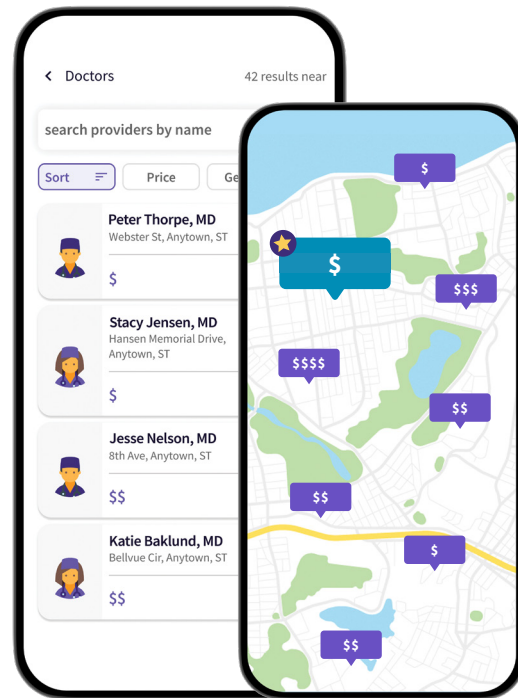 Doctors
42 results near
search providers by name
Sort
Price
Ge
Peter Thorpe, MD
Webster St, Anytown, ST
$
Stacy Jensen, MD
Hansen Memorial Drive,
Anytown, ST
$
Jesse Nelson, MD
8th Ave, Anytown, ST
$$
Katie Baklund, MD
Bellvue Cir, Anytown, ST
$$
$
$
$$$
$$$$
$$
$$
$
$$